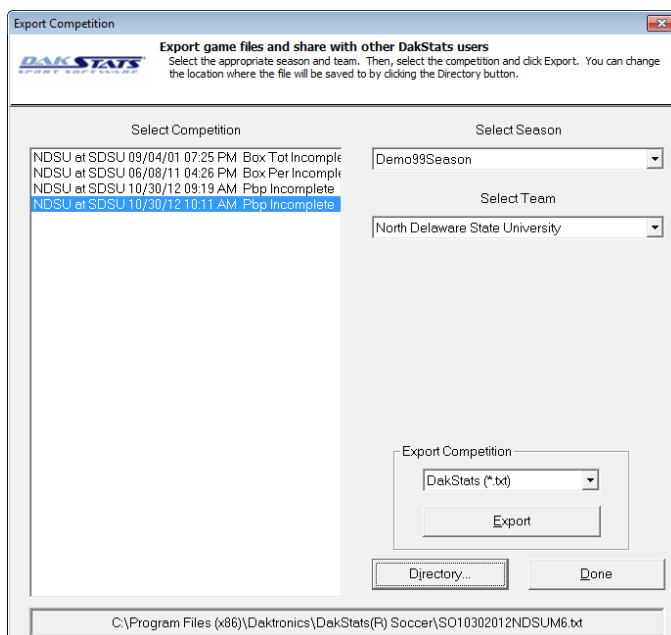 Export Competition
Export game files and share with other DakStats users
DAKSTATS
SPORT SOFTWARE
Select the appropriate season and team. Then, select the competition and click Export. You can change
the location where the file will be saved to by clicking the Directory button.
Select Competition
NDSU at SDSU 09/04/01 07:25 PM Box Tot Incomple
NDSU at SDSU 06/08/11 04:26 PM Box Per Incomple
NDSU at SDSU 10/30/12 09:19 AM Pbp Incomplete
NDSU at SDSU 10/30/12 10:11 AM Pbp Incomplete
Select Season
Demo99Season
Select Team
North Delaware State University
Export Competition
DakStats (*.txt)
Export
Directory...
Done
C:\Program Files (x86)\Daktronics\DakStats(R) Soccer\SO10302012NDSUM6.txt